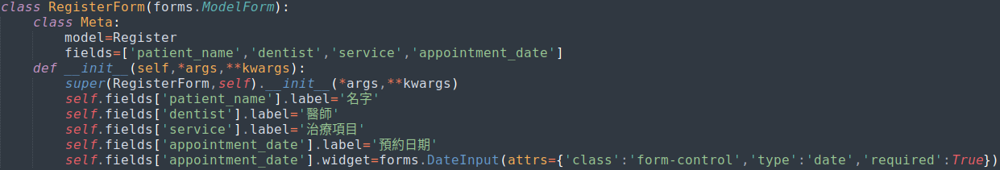 class RegisterForm(forms.ModelForm):
    class Meta:
        model=Register
        fields=['patient_name','dentist','service','appointment_date']
    def __init__(self,*args,**kwargs):
        super(RegisterForm,self).__init__(*args,**kwargs)
        self.fields['patient_name'].label='名字'
        self.fields['dentist'].label='醫師'
        self.fields['service'].label='治療項目'
        self.fields['appointment_date'].label='預約日期'
        self.fields['appointment_date'].widget=forms.DateInput(attrs={'class':'form-control','type':'date','required':True})